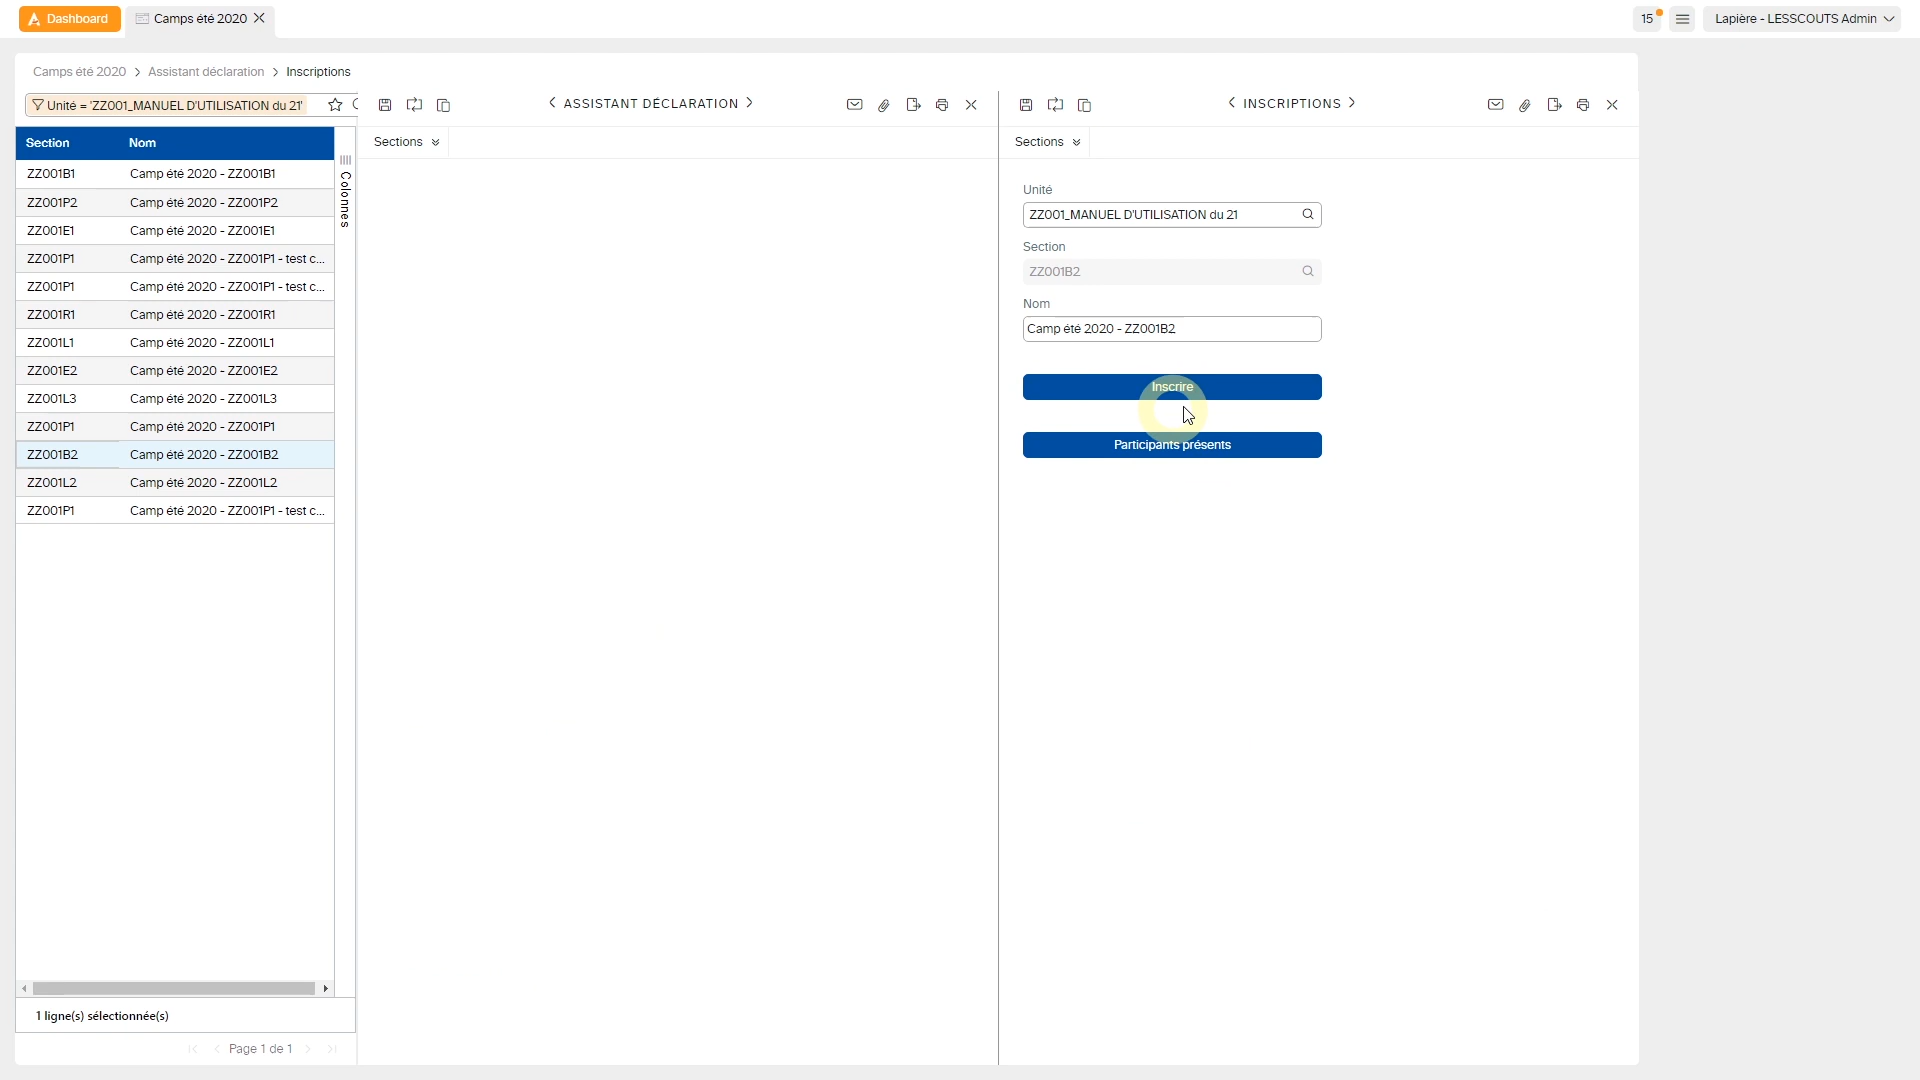 Dashboard
Camps été 2020
15
Lapière - LESSCOUTS Admin
Camps été 2020 > Assistant déclaration > Inscriptions
Unité = 'ZZ001_MANUEL D'UTILISATION du 21'
ASSISTANT DÉCLARATION
INSCRIPTIONS
Section Nom
Sections
Sections
Colonnes
ZZ001B1 Camp été 2020 - ZZ001B1
ZZ001P2 Camp été 2020 - ZZ001P2
ZZ001E1 Camp été 2020 - ZZ001E1
ZZ001P1 Camp été 2020 - ZZ001P1 - test c...
ZZ001P1 Camp été 2020 - ZZ001P1 - test c...
ZZ001R1 Camp été 2020 - ZZ001R1
ZZ001L1 Camp été 2020 - ZZ001L1
ZZ001E2 Camp été 2020 - ZZ001E2
ZZ001L3 Camp été 2020 - ZZ001L3
ZZ001P1 Camp été 2020 - ZZ001P1
ZZ001B2 Camp été 2020 - ZZ001B2
ZZ001L2 Camp été 2020 - ZZ001L2
ZZ001P1 Camp été 2020 - ZZ001P1 - test c...
1 ligne(s) sélectionnée(s)
Page 1 de 1
Unité
ZZ001_MANUEL D'UTILISATION du 21
Section
ZZ001B2
Nom
Camp été 2020 - ZZ001B2
Inscrire
Participants présents